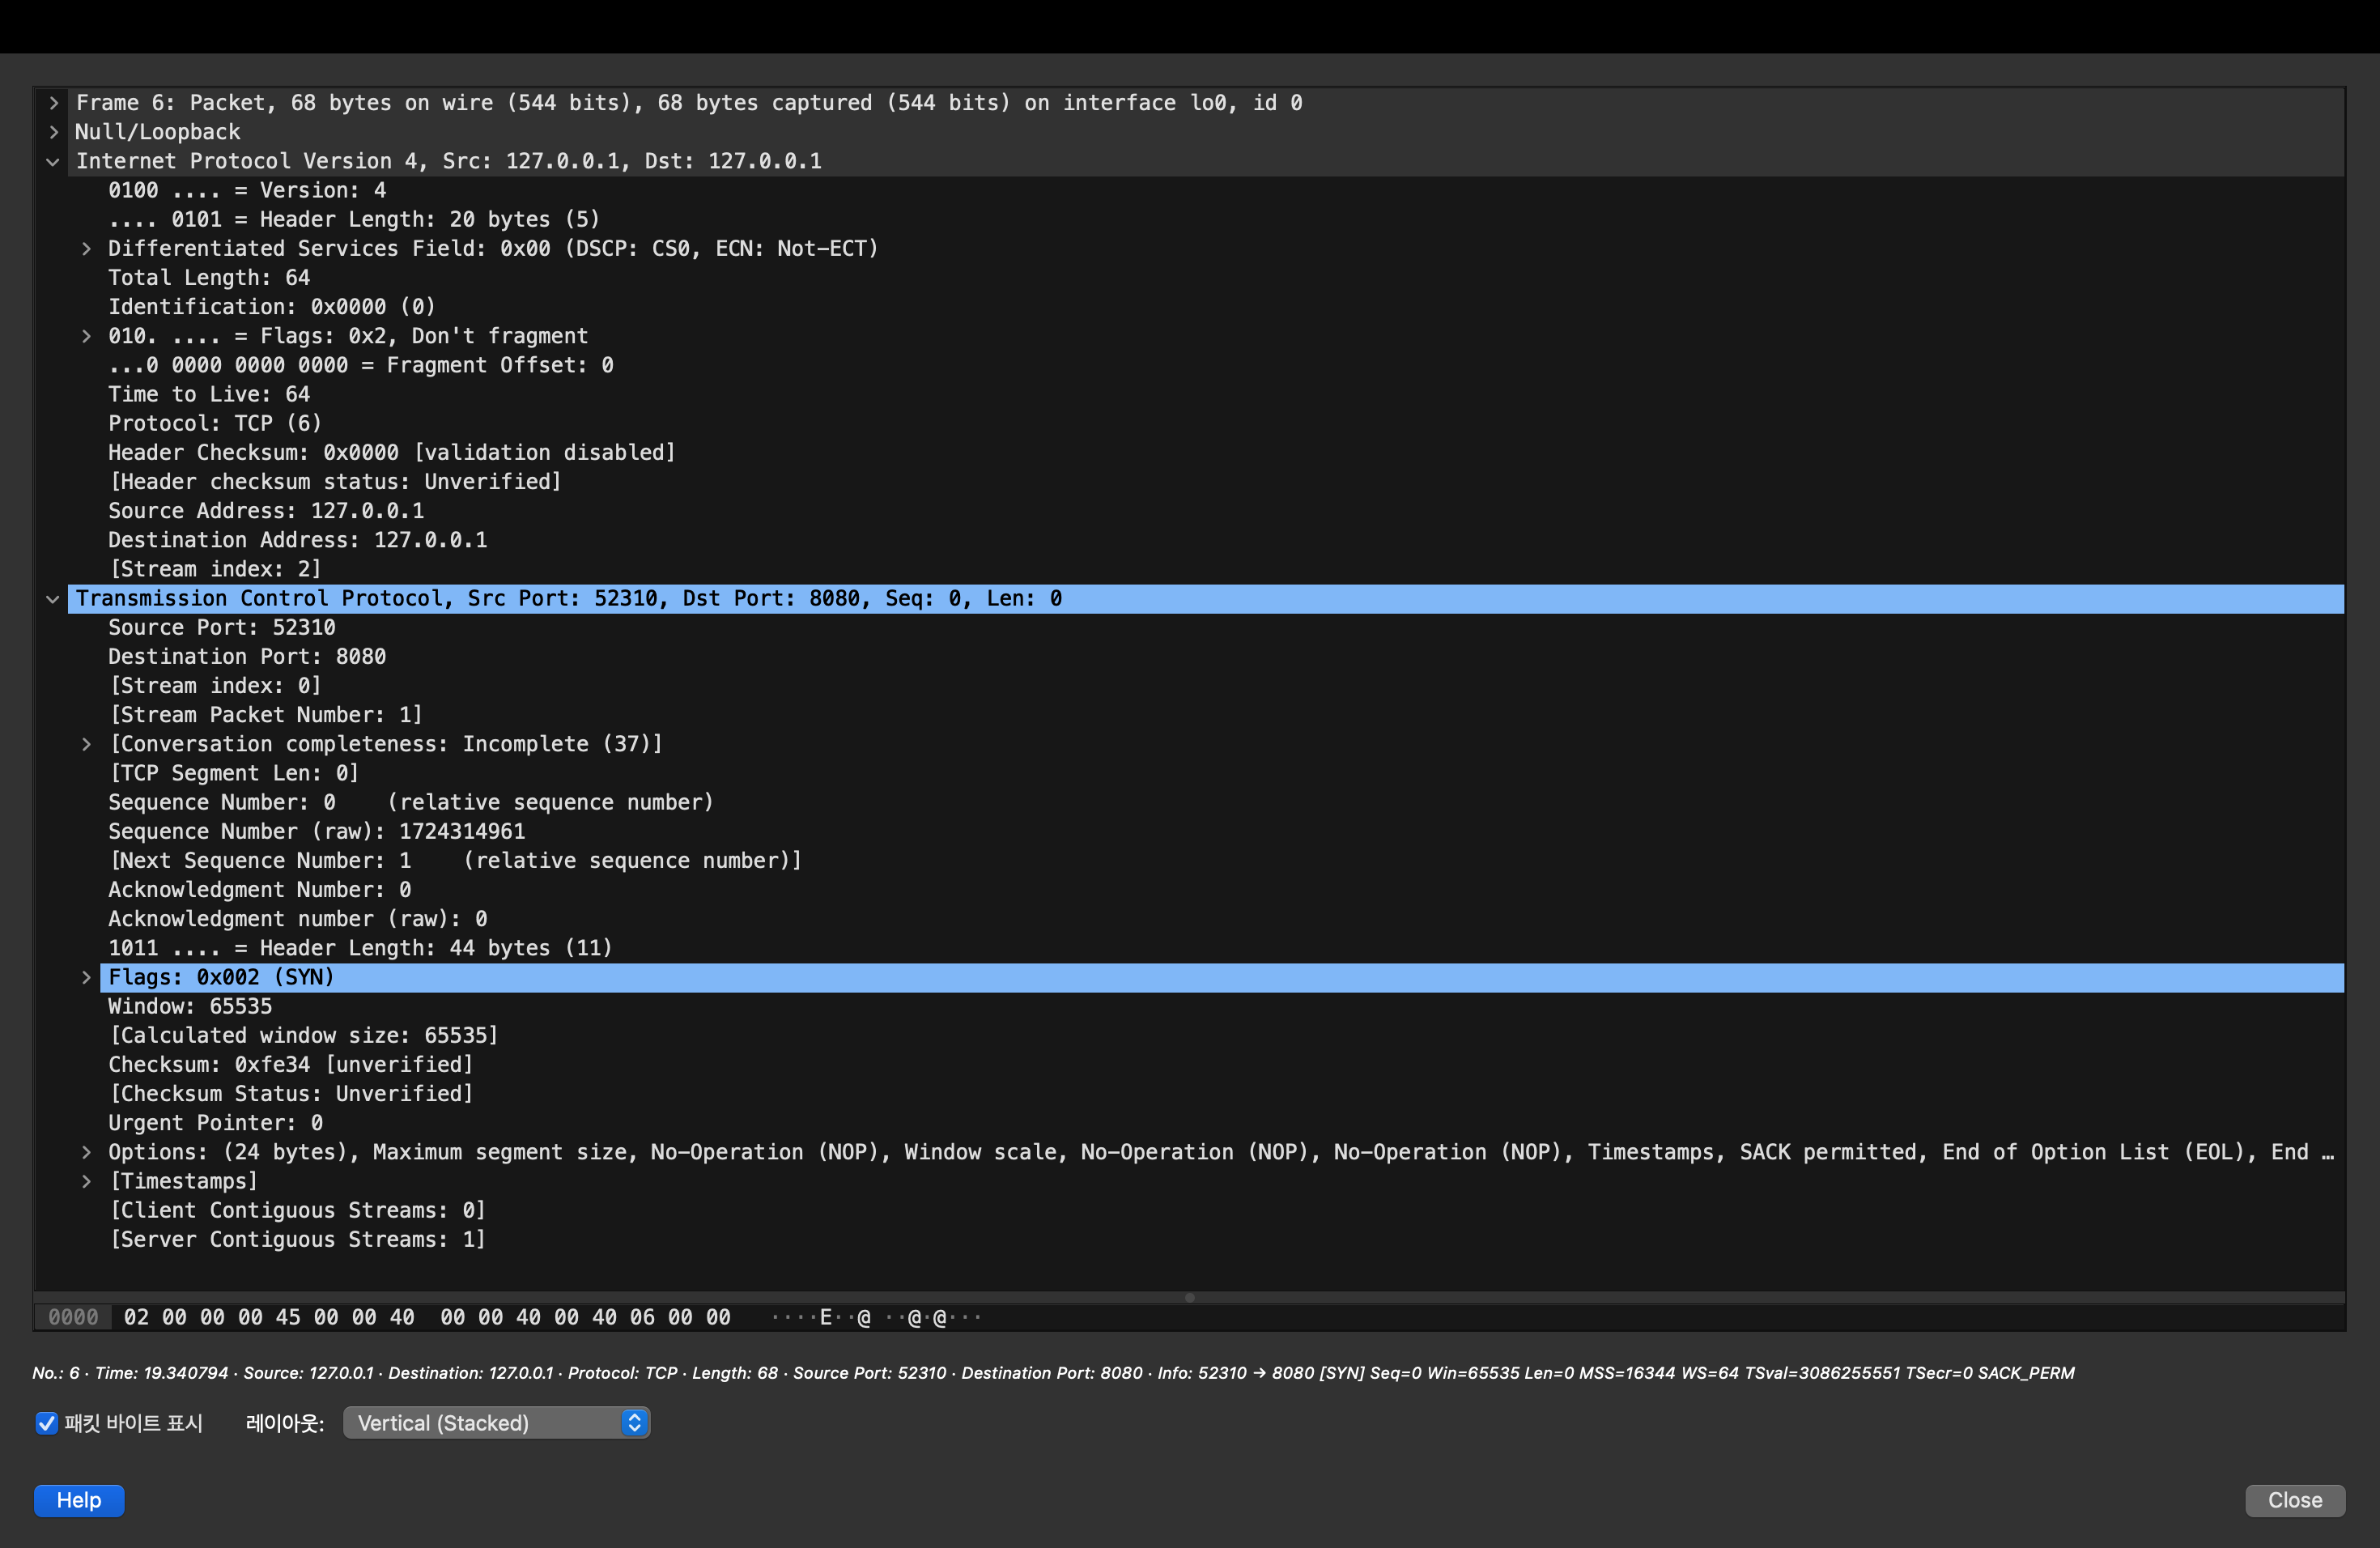 Frame 6: Packet, 68 bytes on wire (544 bits), 68 bytes captured (544 bits) on interface lo0, id 0
Null/Loopback
Internet Protocol Version 4, Src: 127.0.0.1, Dst: 127.0.0.1
0100 .... = Version: 4
.... 0101 = Header Length: 20 bytes (5)
Differentiated Services Field: 0x00 (DSCP: CS0, ECN: Not-ECT)
Total Length: 64
Identification: 0x0000 (0)
010. .... = Flags: 0x2, Don't fragment
...0 0000 0000 0000 = Fragment Offset: 0
Time to Live: 64
Protocol: TCP (6)
Header Checksum: 0x0000 [validation disabled]
[Header checksum status: Unverified]
Source Address: 127.0.0.1
Destination Address: 127.0.0.1
[Stream index: 2]
Transmission Control Protocol, Src Port: 52310, Dst Port: 8080, Seq: 0, Len: 0
Source Port: 52310
Destination Port: 8080
[Stream index: 0]
[Stream Packet Number: 1]
[Conversation completeness: Incomplete (37)]
[TCP Segment Len: 0]
Sequence Number: 0    (relative sequence number)
Sequence Number (raw): 1724314961
[Next Sequence Number: 1    (relative sequence number)]
Acknowledgment Number: 0
Acknowledgment number (raw): 0
1011 .... = Header Length: 44 bytes (11)
Flags: 0x002 (SYN)
Window: 65535
[Calculated window size: 65535]
Checksum: 0xfe34 [unverified]
[Checksum Status: Unverified]
Urgent Pointer: 0
Options: (24 bytes), Maximum segment size, No-Operation (NOP), Window scale, No-Operation (NOP), No-Operation (NOP), Timestamps, SACK permitted, End of Option List (EOL), End …
[Timestamps]
[Client Contiguous Streams: 0]
[Server Contiguous Streams: 1]
0000 02 00 00 00 45 00 00 40 00 00 40 00 40 06 00 00 ····E··@ ··@·@···
No.: 6 · Time: 19.340794 · Source: 127.0.0.1 · Destination: 127.0.0.1 · Protocol: TCP · Length: 68 · Source Port: 52310 · Destination Port: 8080 · Info: 52310 → 8080 [SYN] Seq=0 Win=65535 Len=0 MSS=16344 WS=64 TSval=3086255551 TSecr=0 SACK_PERM
패킷 바이트 표시 레이아웃: Vertical (Stacked)
Help Close